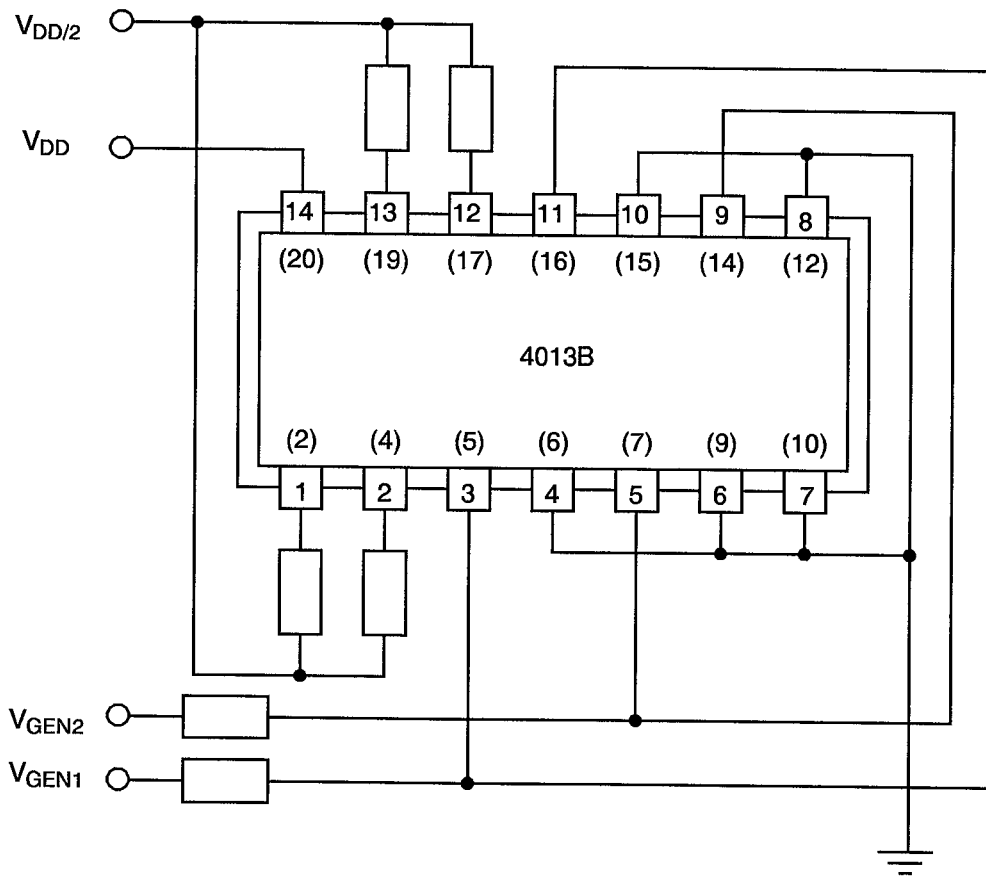 VDD/2
VDD
14 13 12 11 10 9 8
(20) (19) (17) (16) (15) (14) (12)
4013B
(2) (4) (5) (6) (7) (9) (10)
1 2 3 4 5 6 7
VGEN2
VGEN1